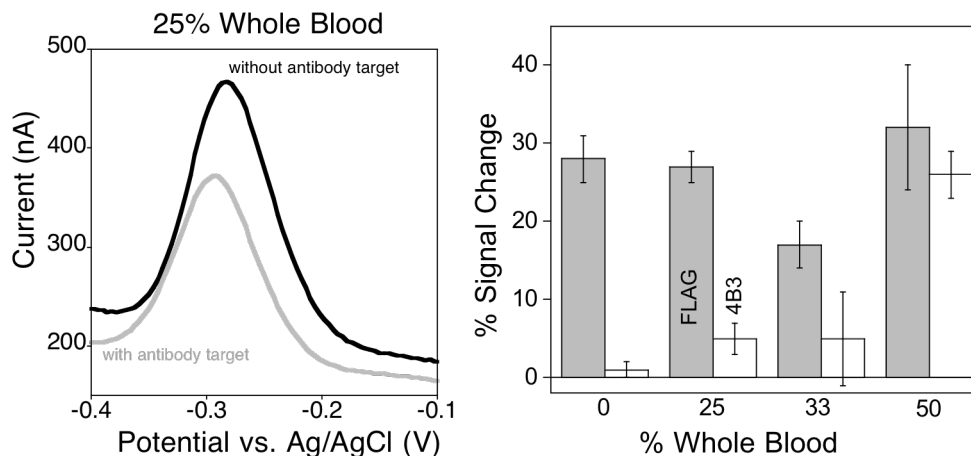 25% Whole Blood
500
400
300
200
Current (nA)
without antibody target
with antibody target
-0.4
-0.3
-0.2
-0.1
Potential vs. Ag/AgCl (V)
40
30
20
10
0
% Signal Change
FLAG
4B3
0
25
33
50
% Whole Blood